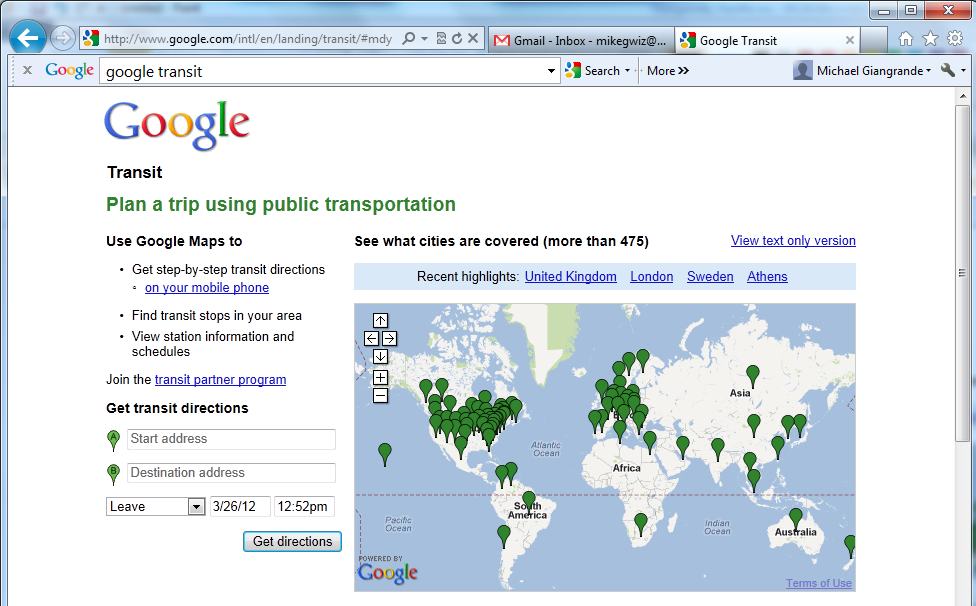 http://www.google.com/intl/en/landing/transit/#mdy
Gmail - Inbox - mikegwiz@...
Google Transit
Google
google transit
Search
More
Michael Giangrande
Google
Transit
Plan a trip using public transportation
Use Google Maps to
Get step-by-step transit directions
on your mobile phone
Find transit stops in your area
View station information and
schedules
Join the transit partner program
Get transit directions
A
Start address
B
Destination address
Leave
3/26/12
12:52pm
Get directions
See what cities are covered (more than 475)
View text only version
Recent highlights: United Kingdom London Sweden Athens
Asia
Atlantic
Ocean
Africa
South
America
Pacific
Ocean
Indian
Ocean
Australia
POWERED BY
Google
Terms of Use